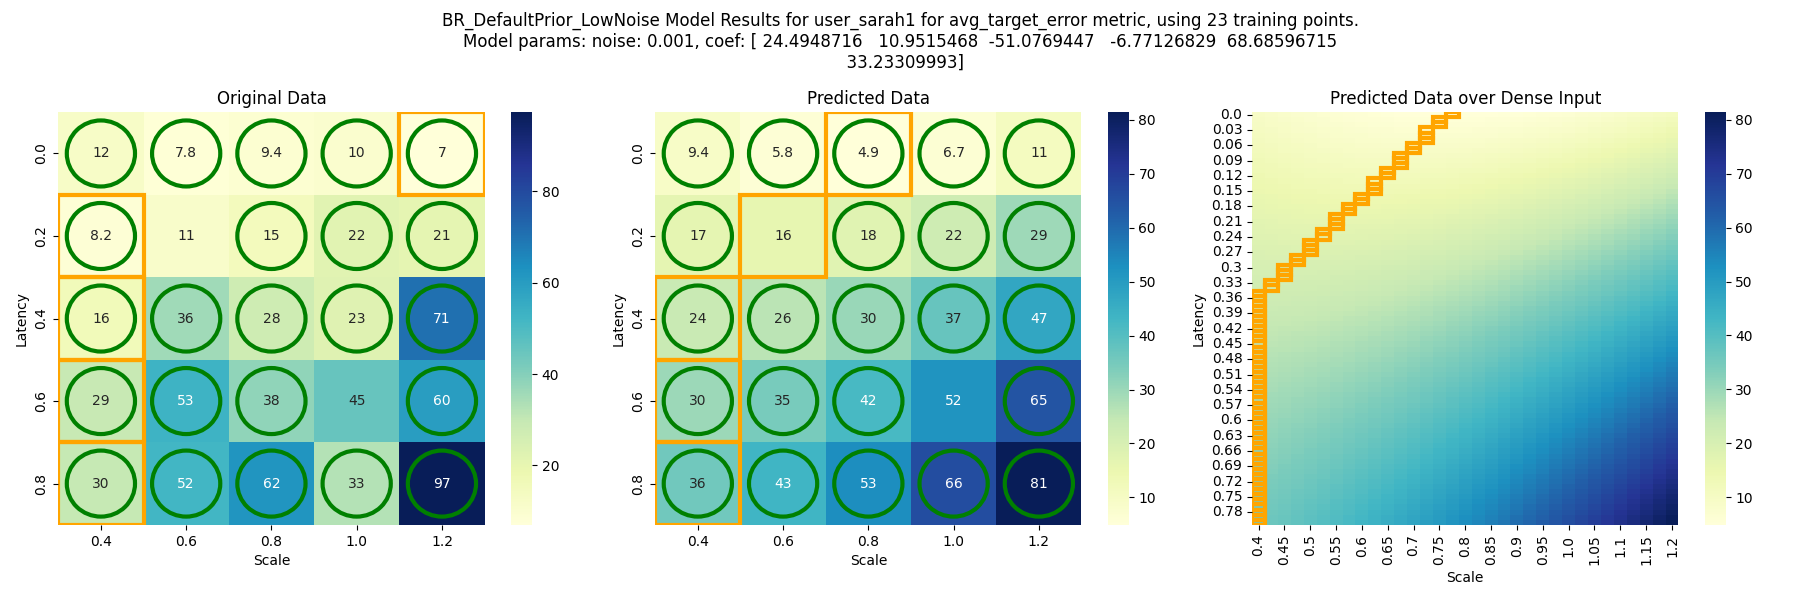 BR_DefaultPrior_LowNoise Model Results for user_sarah1 for avg_target_error metric, using 23 training points.
Model params: noise: 0.001, coef: [ 24.4948716 10.9515468 -51.0769447 -6.77126829 68.68596715
33.23309993]
Original Data
Latency
0.0 12 7.8 9.4 10 7
0.2 8.2 11 15 22 21
0.4 16 36 28 23 71
0.6 29 53 38 45 60
0.8 30 52 62 33 97
0.4 0.6 0.8 1.0 1.2
Scale
80
60
40
20
Predicted Data
Latency
0.0 9.4 5.8 4.9 6.7 11
0.2 17 16 18 22 29
0.4 24 26 30 37 47
0.6 30 35 42 52 65
0.8 36 43 53 66 81
0.4 0.6 0.8 1.0 1.2
Scale
80
70
60
50
40
30
20
10
Predicted Data over Dense Input
Latency
0.0
0.03
0.06
0.09
0.12
0.15
0.18
0.21
0.24
0.27
0.3
0.33
0.36
0.39
0.42
0.45
0.48
0.51
0.54
0.57
0.6
0.63
0.66
0.69
0.72
0.75
0.78
0.4 0.45 0.5 0.55 0.6 0.65 0.7 0.75 0.8 0.85 0.9 0.95 1.0 1.05 1.1 1.15 1.2
Scale
80
70
60
50
40
30
20
10